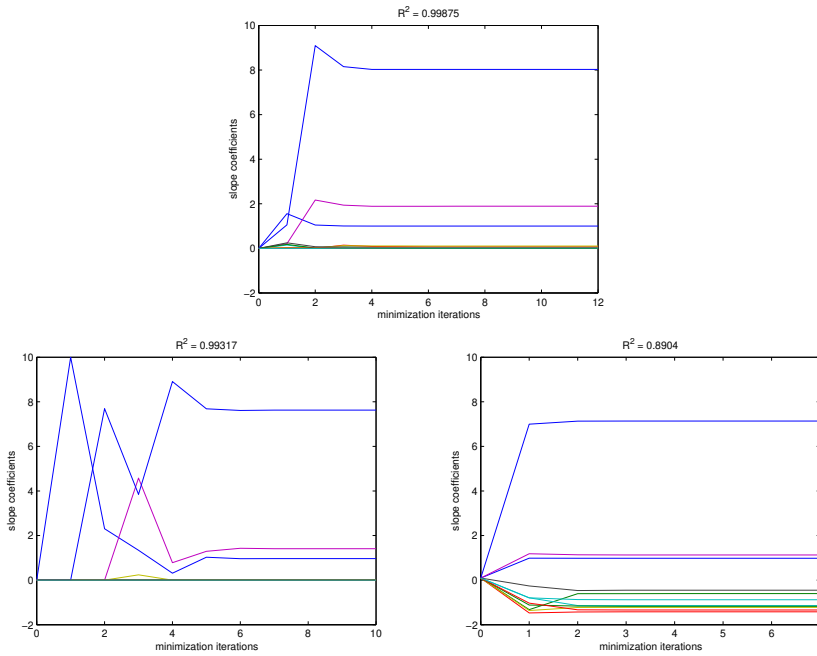 R² = 0.99875
10
8
6
4
2
0
−2
slope coefficients
0 2 4 6 8 10 12
minimization iterations
R² = 0.99317
10
8
6
4
2
0
−2
slope coefficients
0 2 4 6 8 10
minimization iterations
R² = 0.8904
10
8
6
4
2
0
−2
slope coefficients
0 1 2 3 4 5 6
minimization iterations